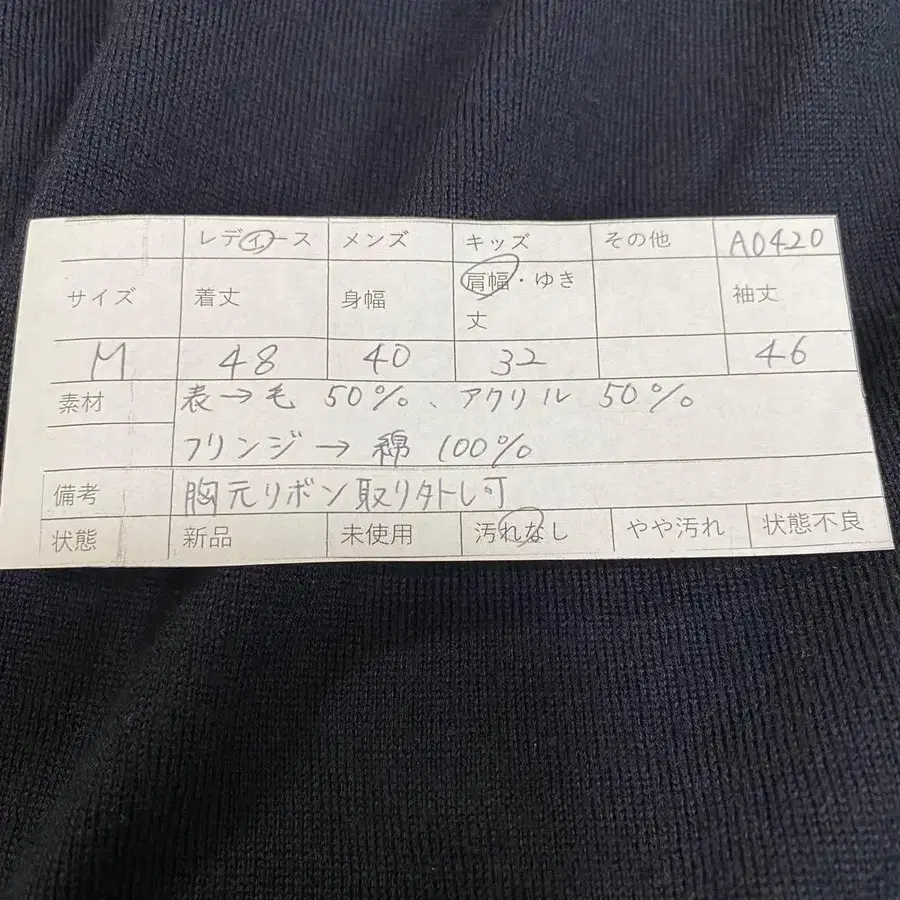 レディース メンズ キッズ その他 A0420
サイズ 着丈 身幅 肩幅・ゆき丈 袖丈
M 48 40 32 46
素材 表→毛 50%、アクリル 50%
フリンジ→綿 100%
備考 胸元リボン取り外し可
状態 新品 未使用 汚れなし やや汚れ 状態不良